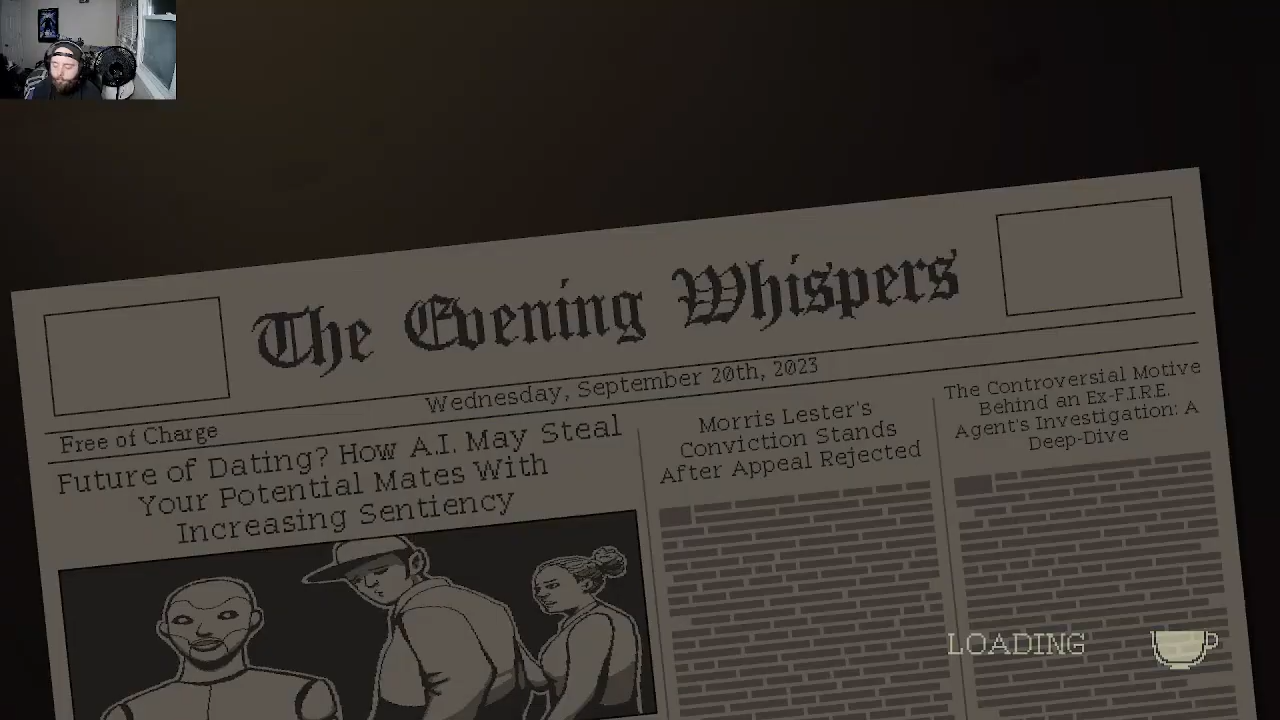 The Evening Whispers
Wednesday, September 20th, 2023
Free of Charge
Future of Dating? How A.I. May Steal
Your Potential Mates With
Increasing Sentiency
Morris Lester's
Conviction Stands
After Appeal Rejected
The Controversial Motive
Behind an Ex-F.I.R.E.
Agent's Investigation: A
Deep-Dive
LOADING